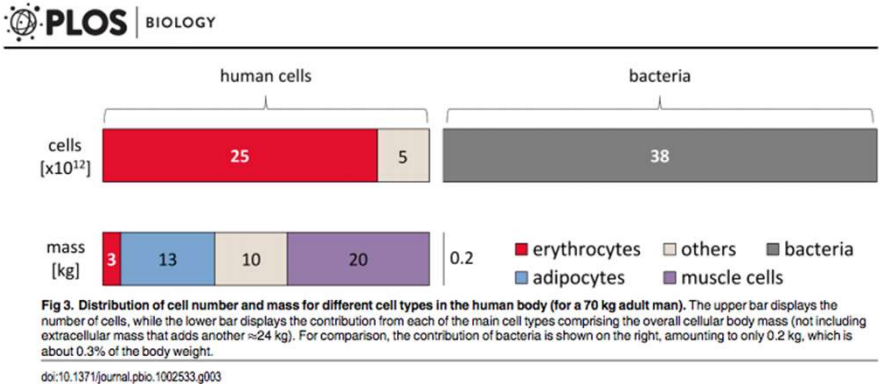 PLOS | BIOLOGY
human cells bacteria
cells
[x10¹²]
25 5 38
mass
[kg]
3 13 10 20 0.2
erythrocytes others bacteria
adipocytes muscle cells
Fig 3. Distribution of cell number and mass for different cell types in the human body (for a 70 kg adult man). The upper bar displays the
number of cells, while the lower bar displays the contribution from each of the main cell types comprising the overall cellular body mass (not including
extracellular mass that adds another ≈24 kg). For comparison, the contribution of bacteria is shown on the right, amounting to only 0.2 kg, which is
about 0.3% of the body weight.
doi:10.1371/journal.pbio.1002533.g003